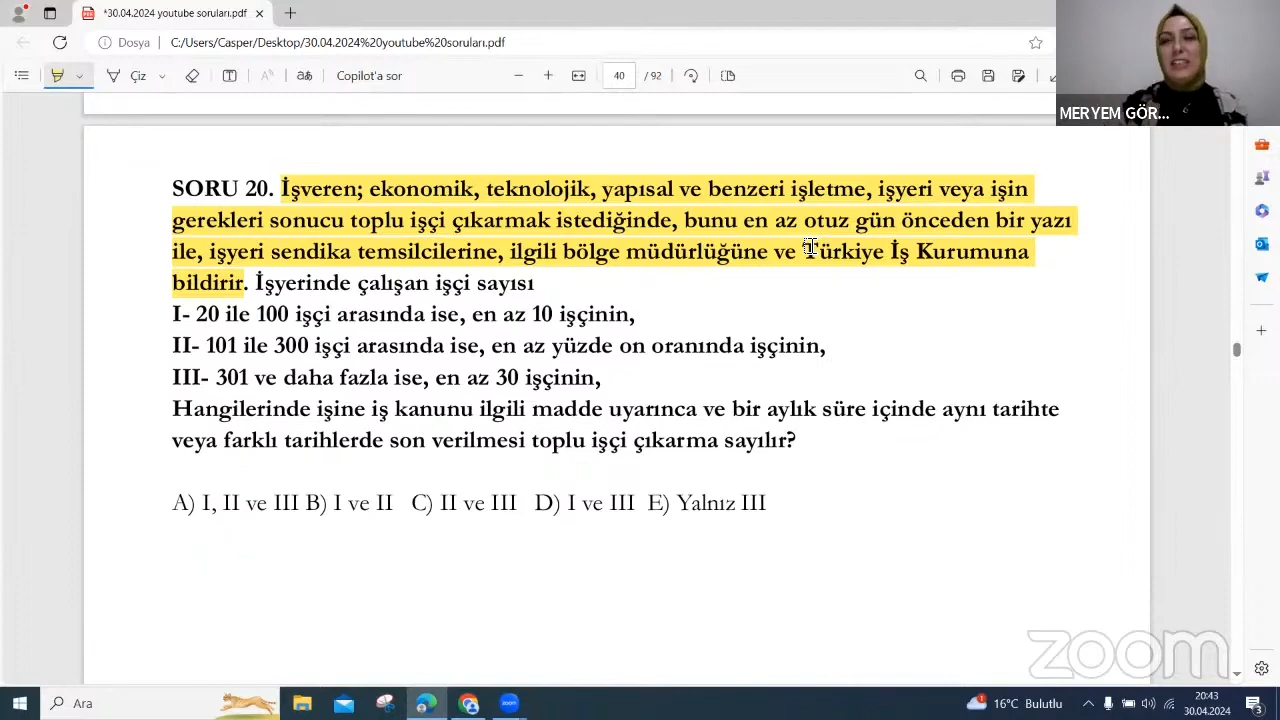 *30.04.2024 youtube soruları.pdf
Dosya C:/Users/Casper/Desktop/30.04.2024%20youtube%20soruları.pdf
Çiz Copilot'a sor 40 / 92
MERYEM GÖR...
SORU 20. İşveren; ekonomik, teknolojik, yapısal ve benzeri işletme, işyeri veya işin
gerekleri sonucu toplu işçi çıkarmak istediğinde, bunu en az otuz gün önceden bir yazı
ile, işyeri sendika temsilcilerine, ilgili bölge müdürlüğüne ve Türkiye İş Kurumuna
bildirir. İşyerinde çalışan işçi sayısı
I- 20 ile 100 işçi arasında ise, en az 10 işçinin,
II- 101 ile 300 işçi arasında ise, en az yüzde on oranında işçinin,
III- 301 ve daha fazla ise, en az 30 işçinin,
Hangilerinde işine iş kanunu ilgili madde uyarınca ve bir aylık süre içinde aynı tarihte
veya farklı tarihlerde son verilmesi toplu işçi çıkarma sayılır?
A) I, II ve III B) I ve II C) II ve III D) I ve III E) Yalnız III
zoom
Ara
zoom
1
16°C Bulutlu
20:43
30.04.2024
3